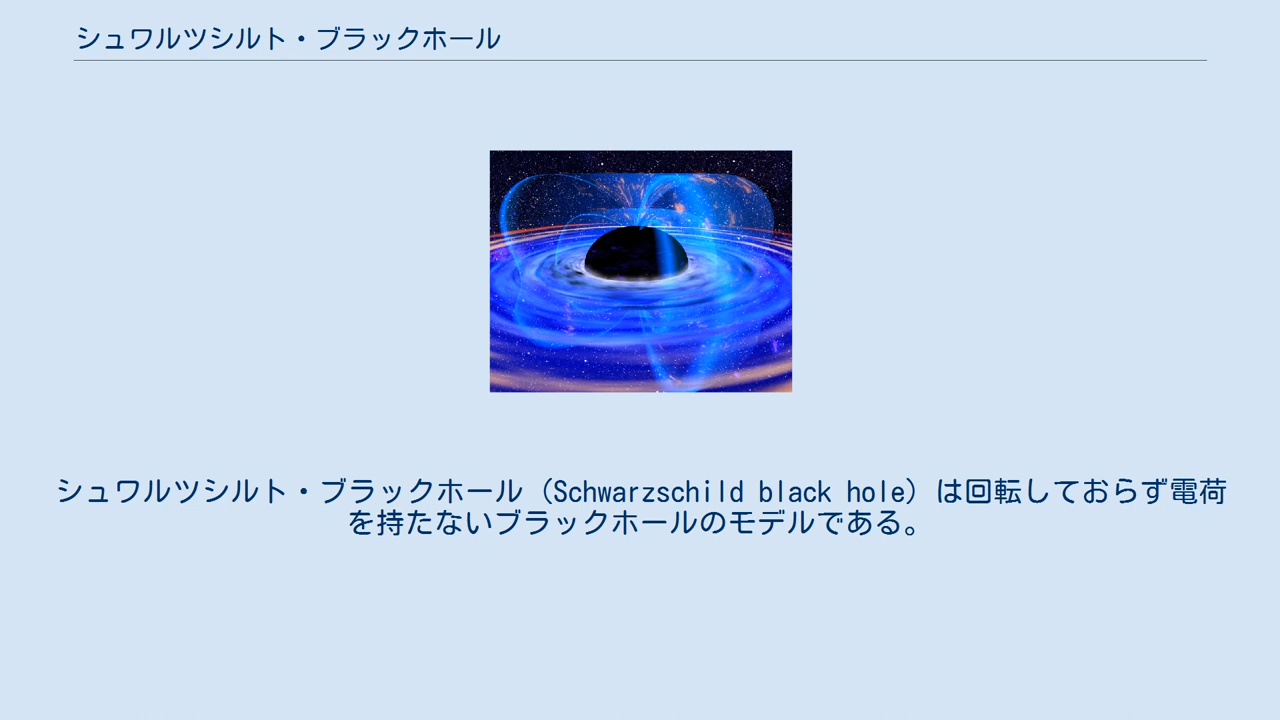 シュワルツシルト・ブラックホール
シュワルツシルト・ブラックホール（Schwarzschild black hole）は回転しておらず電荷
を持たないブラックホールのモデルである。